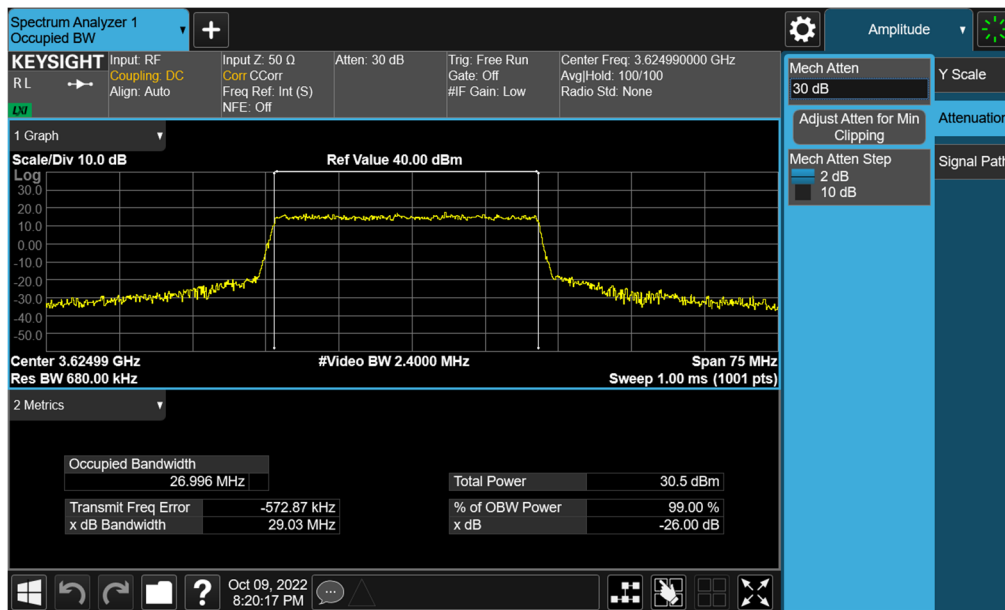 Spectrum Analyzer 1
Occupied BW
+
Amplitude
KEYSIGHT
R L
LXI
Input: RF
Coupling: DC
Align: Auto
Input Z: 50 Ω
Corr CCorr
Freq Ref: Int (S)
NFE: Off
Atten: 30 dB
Trig: Free Run
Gate: Off
#IF Gain: Low
Center Freq: 3.624990000 GHz
Avg|Hold: 100/100
Radio Std: None
Mech Atten
30 dB
Adjust Atten for Min
Clipping
Mech Atten Step
2 dB
10 dB
Y Scale
Attenuation
Signal Path
1 Graph
Scale/Div 10.0 dB
Ref Value 40.00 dBm
Log
30.0
20.0
10.0
0.00
-10.0
-20.0
-30.0
-40.0
-50.0
Center 3.62499 GHz
#Video BW 2.4000 MHz
Span 75 MHz
Res BW 680.00 kHz
Sweep 1.00 ms (1001 pts)
2 Metrics
Occupied Bandwidth
26.996 MHz
Total Power 30.5 dBm
Transmit Freq Error -572.87 kHz
% of OBW Power 99.00 %
x dB Bandwidth 29.03 MHz
x dB -26.00 dB
?
Oct 09, 2022
8:20:17 PM